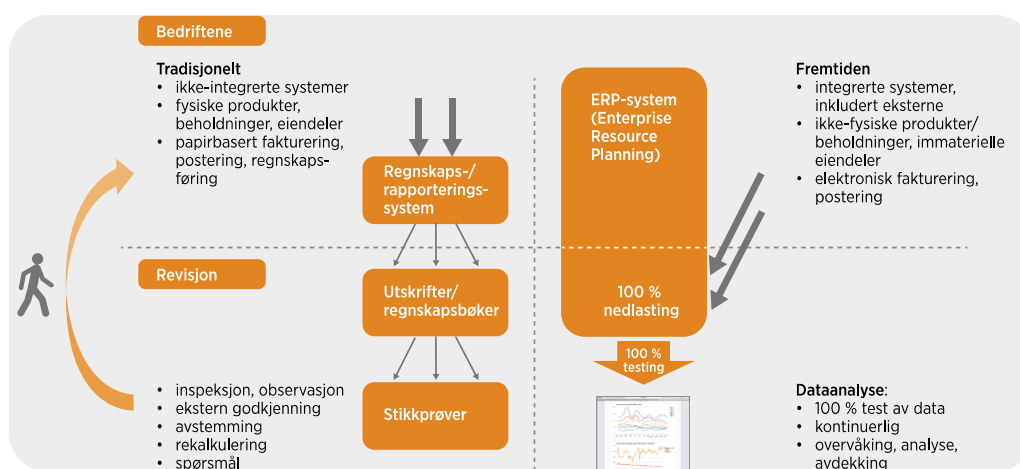 Bedriftene
Tradisjonelt
• ikke-integrerte systemer
• fysiske produkter,
beholdninger, eiendeler
• papirbasert fakturering,
postering, regnskaps-
føring
Regnskaps-/
rapporterings-
system
ERP-system
(Enterprise
Resource
Planning)
Fremtiden
• integrerte systemer,
inkludert eksterne
• ikke-fysiske produkter/
beholdninger, immaterielle
eiendeler
• elektronisk fakturering,
postering
Revisjon
Utskrifter/
regnskapsbøker
100 %
nedlasting
100 %
testing
• inspeksjon, observasjon
• ekstern godkjenning
• avstemming
• rekalkulering
• spørsmål
Stikkprøver
Dataanalyse:
• 100 % test av data
• kontinuerlig
• overvåking, analyse,
avdekking